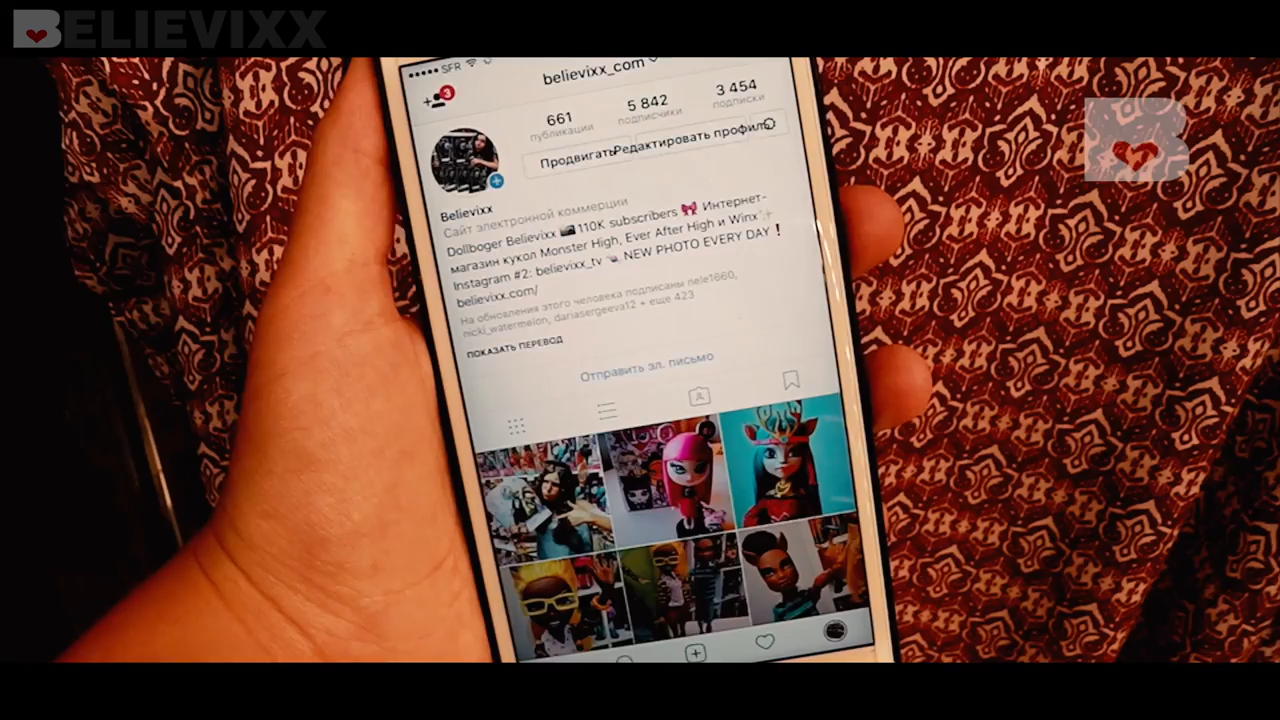 BELIEVIXX
SFR
believixx_com
3
661
5 842
3 454
публикации
подписчики
подписки
Продвигать
Редактировать профиль
Believixx
Сайт электронной коммерции
Dollboger Believixx 110K subscribers Интернет-
магазин кукол Monster High, Ever After High и Winx
Instagram #2: believixx_tv NEW PHOTO EVERY DAY❗
believixx.com/
На обновления этого человека подписаны nele1660,
nicki_watermelon, dariasergeeva12 + еще 423
ПОКАЗАТЬ ПЕРЕВОД
Отправить эл. письмо
B